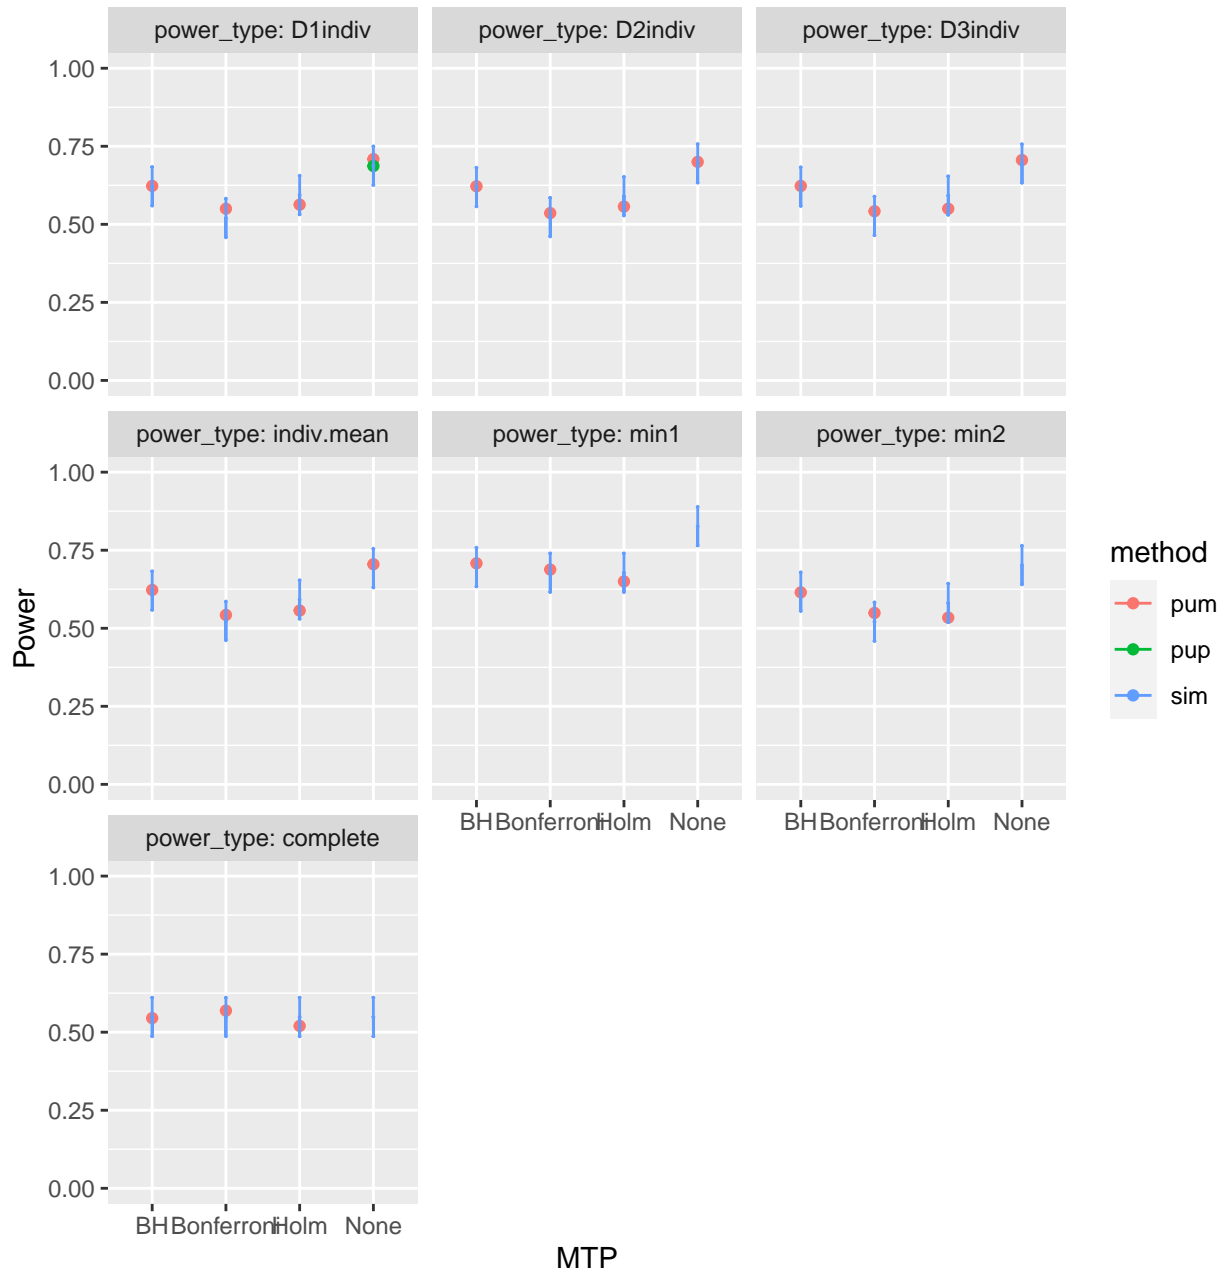 power_type: D1indiv
power_type: D2indiv
power_type: D3indiv
1.00
0.75
0.50
0.25
0.00
power_type: indiv.mean
power_type: min1
power_type: min2
1.00
0.75
0.50
0.25
0.00
BH Bonferroni Holm None
BH Bonferroni Holm None
power_type: complete
1.00
0.75
0.50
0.25
0.00
BH Bonferroni Holm None
MTP
Power
method
pum
pup
sim